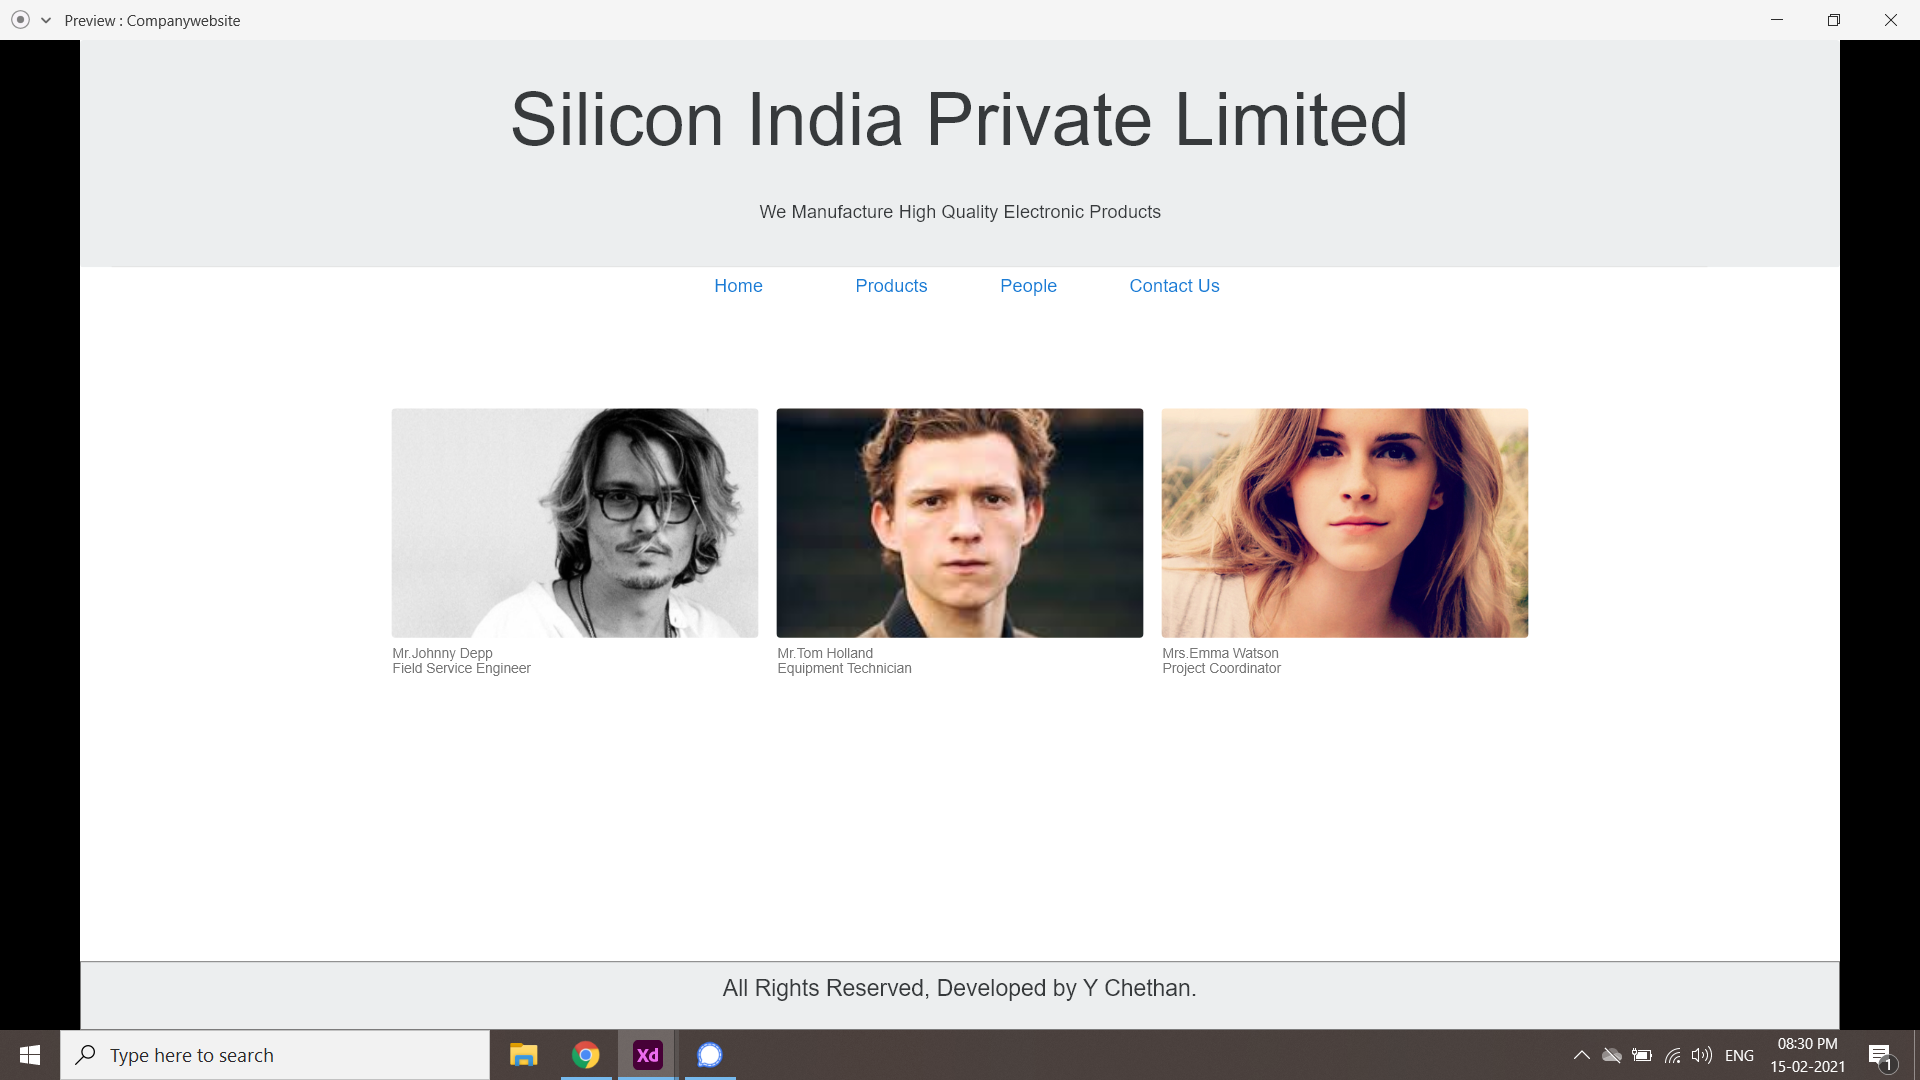 Preview : Companywebsite
Silicon India Private Limited
We Manufacture High Quality Electronic Products
Home Products People Contact Us
Mr.Johnny Depp
Field Service Engineer
Mr.Tom Holland
Equipment Technician
Mrs.Emma Watson
Project Coordinator
All Rights Reserved, Developed by Y Chethan.
Type here to search
Xd
ENG
08:30 PM
15-02-2021
1